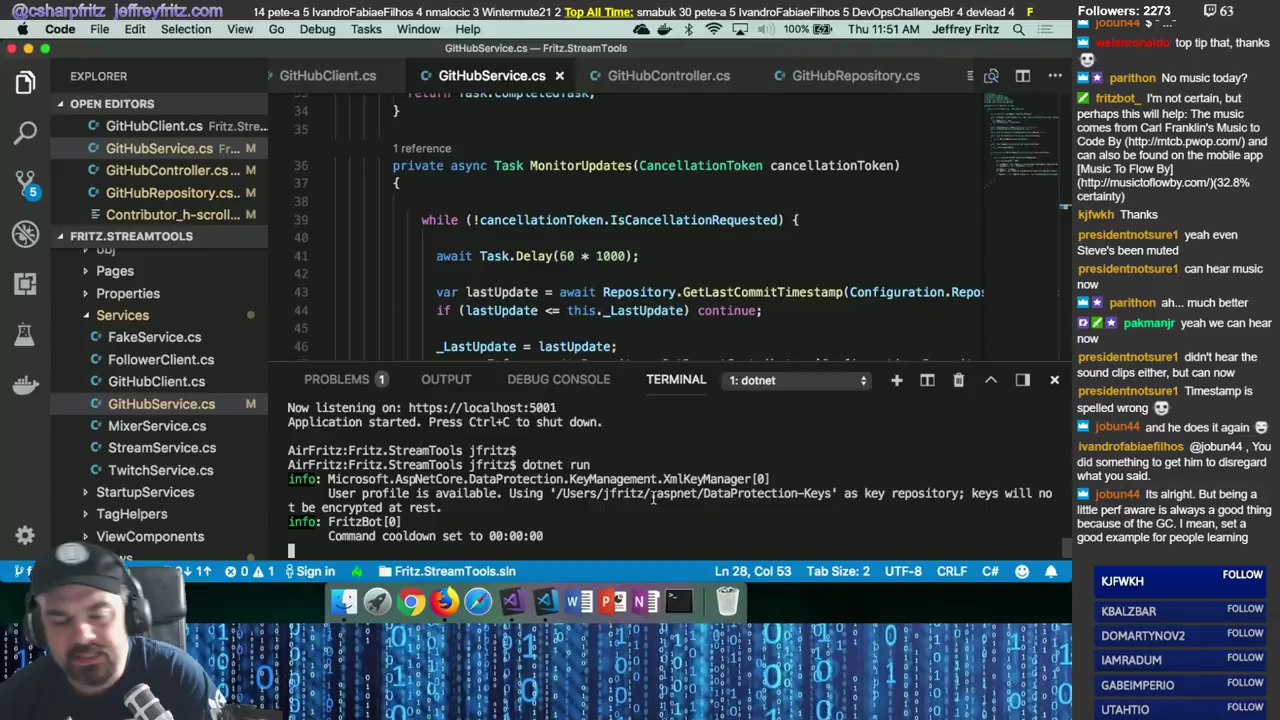 @csharpfritz jeffreyfritz.com
14 pete-a 5 IvandroFabiaeFilhos 4 marcnalic 3 Whatmute21 2 Top All Time: smabuk 30 pete-a 5 IvandroFabiaeFilhos 5 DevOpsChallengeBr 4 devlead 4 F
Followers: 2273
63
Code File Edit Selection View Go Debug Tasks Window Help
100% Thu 11:51 AM Jeffrey Fritz
GitHubService.cs — Fritz.StreamTools
EXPLORER
OPEN EDITORS
GitHubClient.cs Fritz.Stre...
GitHubService.cs... M
GitHubController.cs... M
GitHubRepository.c... M
Contributor_h-scroll... M
5
FRITZ.STREAMTOOLS
obj
Pages
Properties
Services
FakeService.cs
FollowerClient.cs
GitHubClient.cs
GitHubService.cs M
MixerService.cs
StreamService.cs
TwitchService.cs
StartupServices
TagHelpers
ViewComponents
GitHubClient.cs
GitHubService.cs
GitHubController.cs
GitHubRepository.cs
return Task.CompletedTask;
34 }
35
1 reference
36 private async Task MonitorUpdates(CancellationToken cancellationToken)
37 {
38
39 while (!cancellationToken.IsCancellationRequested) {
40
41 await Task.Delay(60 * 1000);
42
43 var lastUpdate = await Repository.GetLastCommitTimestamp(Configuration.Repos
44 if (lastUpdate <= this._LastUpdate) continue;
45
46 _LastUpdate = lastUpdate;
PROBLEMS 1 OUTPUT DEBUG CONSOLE TERMINAL 1: dotnet
Now listening on: https://localhost:5001
Application started. Press Ctrl+C to shut down.
AirFritz:Fritz.StreamTools jfritz$
AirFritz:Fritz.StreamTools jfritz$ dotnet run
info: Microsoft.AspNetCore.DataProtection.KeyManagement.XmlKeyManager[0]
User profile is available. Using '/Users/jfritz/.aspnet/DataProtection-Keys' as key repository; keys will no
t be encrypted at rest.
info: FritzBot[0]
Command cooldown set to 00:00:00
0↓ 1↑ 0 1 Sign in Fritz.StreamTools.sln Ln 28, Col 53 Tab Size: 2 UTF-8 CRLF C#
jobun44 $ "..."
weisnronaldo top tip that, thanks
parithon No music today?
fritzbot_ I'm not certain, but
perhaps this will help: The music
comes from Carl Franklin's Music to
Code By (http://mtcb.pwop.com/) and
can also be found on the mobile app
[Music To Flow By]
(http://musictoflowby.com/)(32.8%
certainty)
kjfwkh Thanks
presidentnotsure1 yeah even
Steve's been muted
presidentnotsure1 can hear music
now
parithon ah... much better
pakmanjr yeah we can hear
now
presidentnotsure1 didn't hear the
sound clips either, but can now
presidentnotsure1 Timestamp is
spelled wrong
jobun44 and he does it again
ivandrofabiaefilhos @jobun44 , You
did something to get him to disregard
what you said.
jobun44 Its alright. But being a
little perf aware is always a good thing
because of the GC. I mean, set a
good example for people learning
KJFWKH FOLLOW
KBALZBAR FOLLOW
DOMARTYNOV2 FOLLOW
IAMRADUM FOLLOW
GABEIMPERIO FOLLOW
UTAHTIO FOLLOW